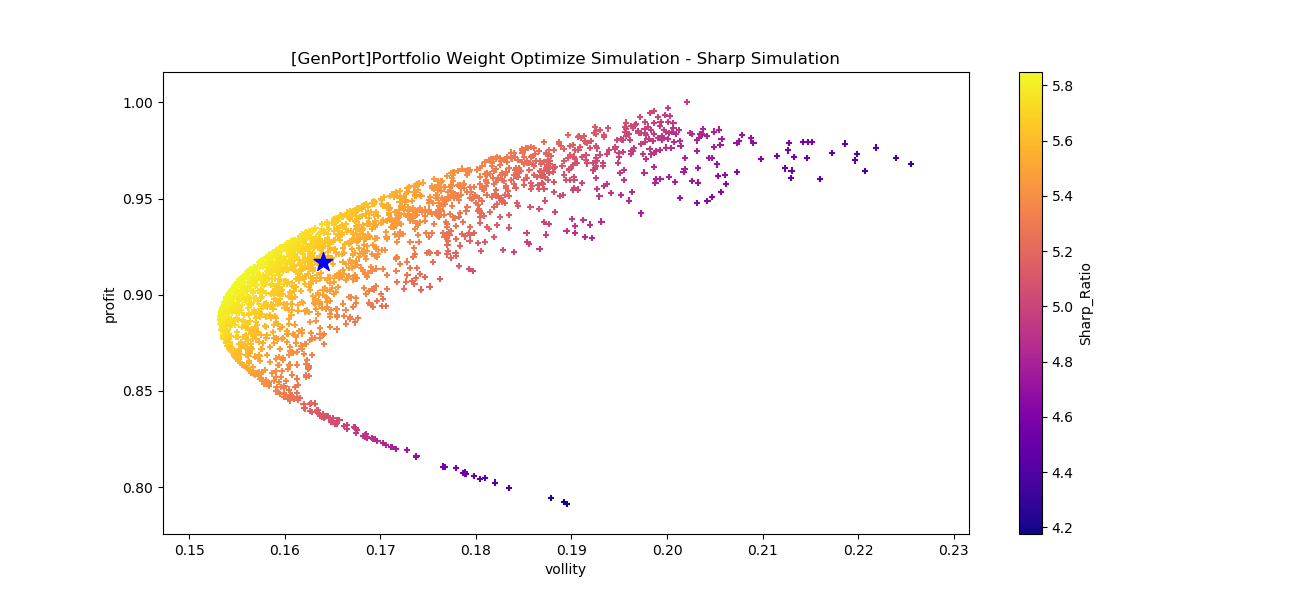 [GenPort]Portfolio Weight Optimize Simulation - Sharp Simulation
profit
1.00
0.95
0.90
0.85
0.80
0.15 0.16 0.17 0.18 0.19 0.20 0.21 0.22 0.23
vollity
5.8
5.6
5.4
5.2
5.0
4.8
4.6
4.4
4.2
Sharp_Ratio